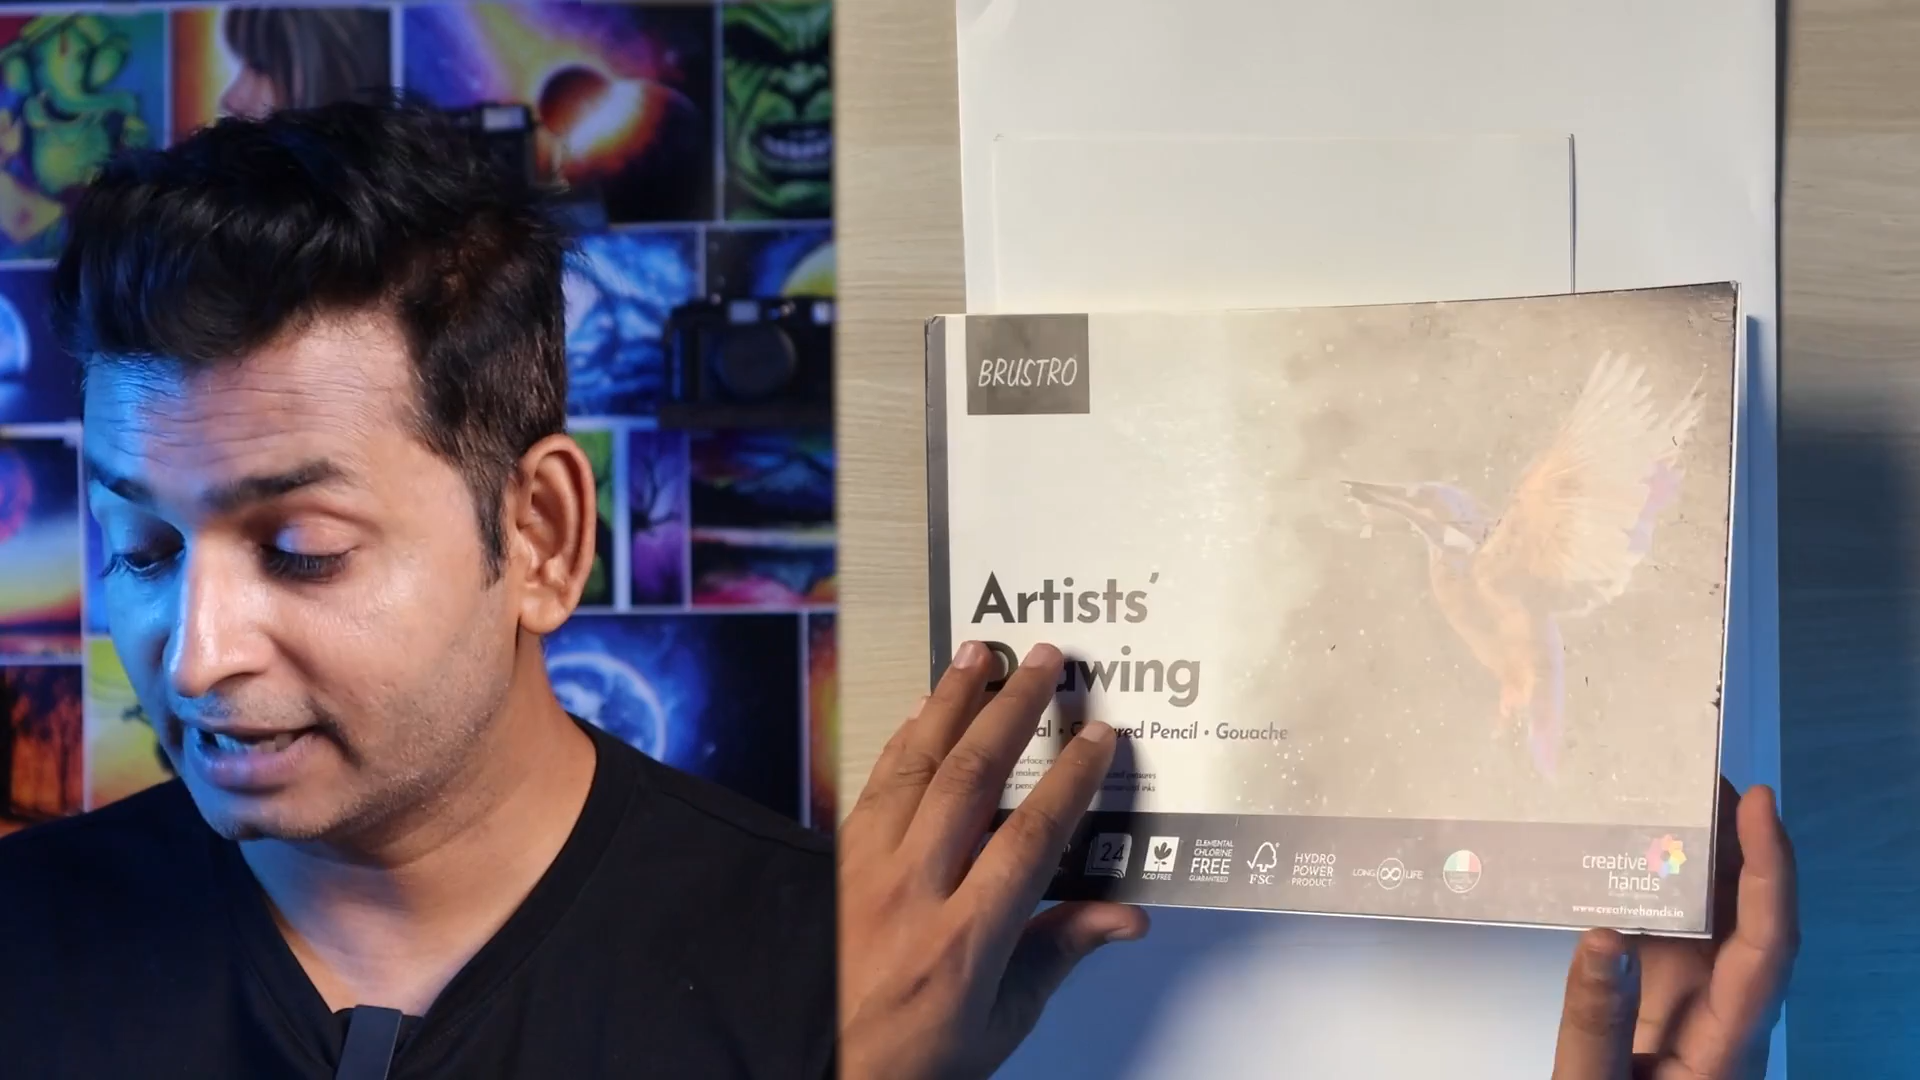 BRUSTRO
Artists'
Drawing
Pencil • Gouache
24
ACID FREE
ELEMENTAL
CHLORINE
FREE
GUARANTEED
FSC
HYDRO
POWER
PRODUCT
LONG LIFE
creative
hands
www.creativehands.in